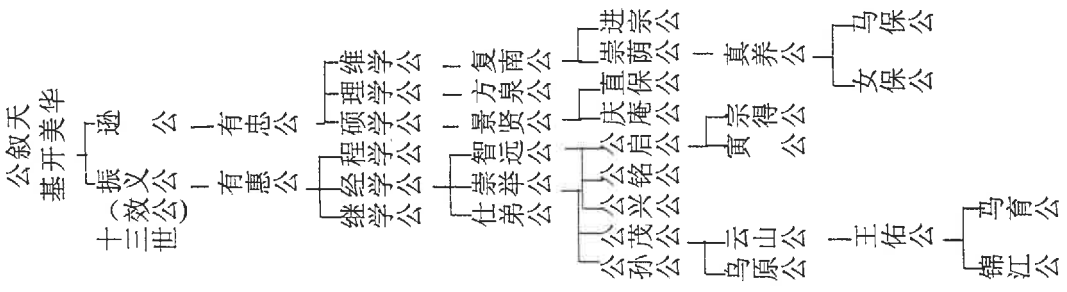 天叙公
华美开基
逊公
振义公
（效公)
十三世
有忠公
有惠公
维学公
理学公
硕学公
程学公
经学公
继学公
复南公
方泉公
景贤公
智远公
崇举公
仕弟公
进宗公
崇荫公
直保公
庆庵公
公启公
公铭公
公兴公
公茂公
公孙公
真养公
宗得公
寅公
云山公
乌原公
马保公
女保公
王佑公
马育公
锦江公